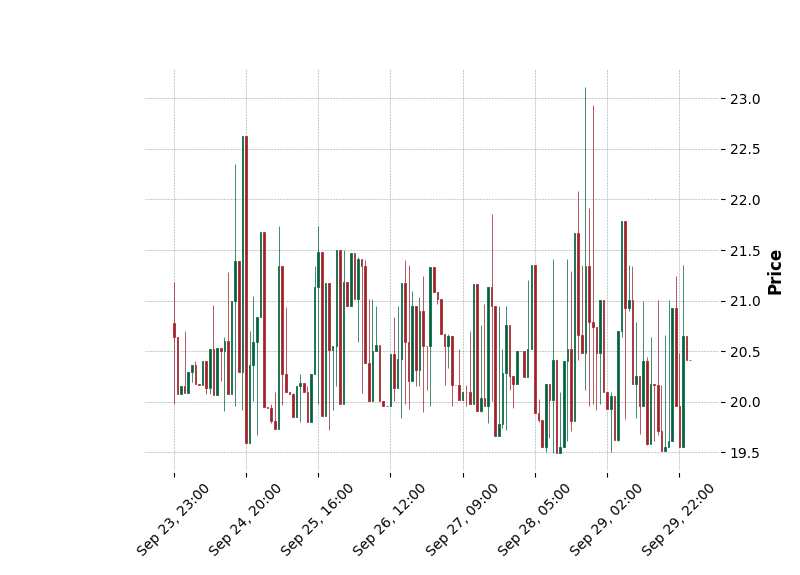 23.0
22.5
22.0
21.5
21.0
20.5
20.0
19.5
Price
Sep 23, 23:00
Sep 24, 20:00
Sep 25, 16:00
Sep 26, 12:00
Sep 27, 09:00
Sep 28, 05:00
Sep 29, 02:00
Sep 29, 22:00